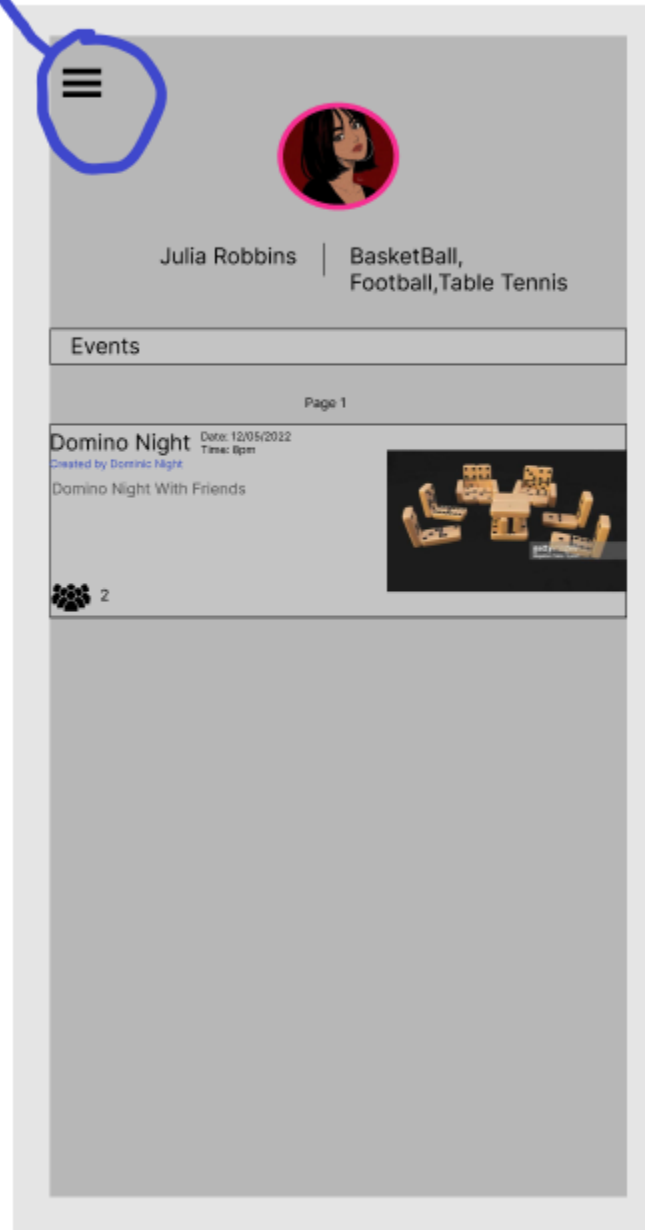 Julia Robbins
BasketBall,
Football,Table Tennis
Events
Page 1
Domino Night
Date: 12/05/2022
Time: 8pm
Created by Dominic Night
Domino Night With Friends
2